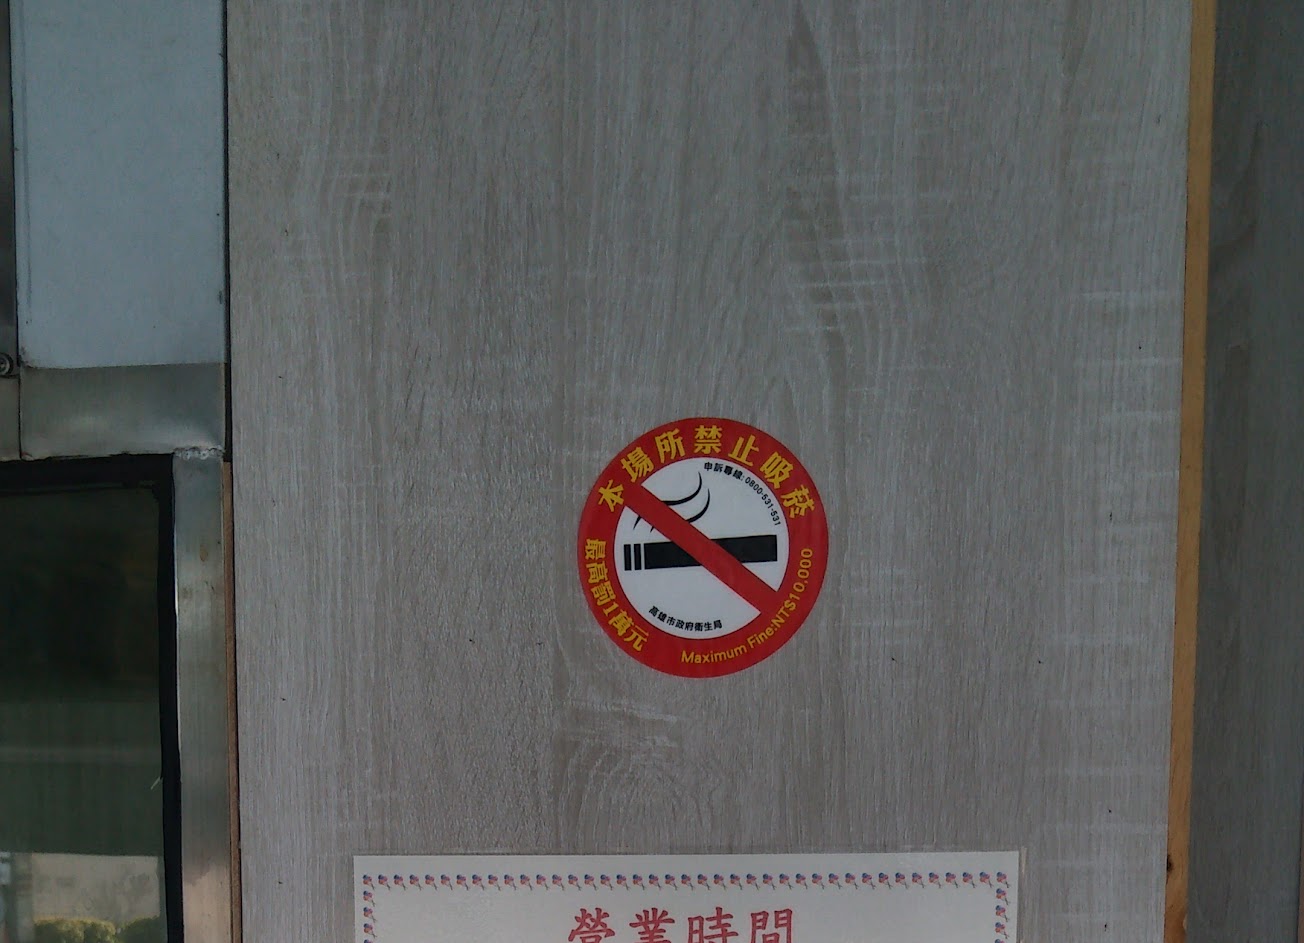 本場所禁止吸菸
申訴專線:0800-531-531
高雄市政府衛生局
最高罰1萬元
Maximum Fine:NT$10,000
營業時間